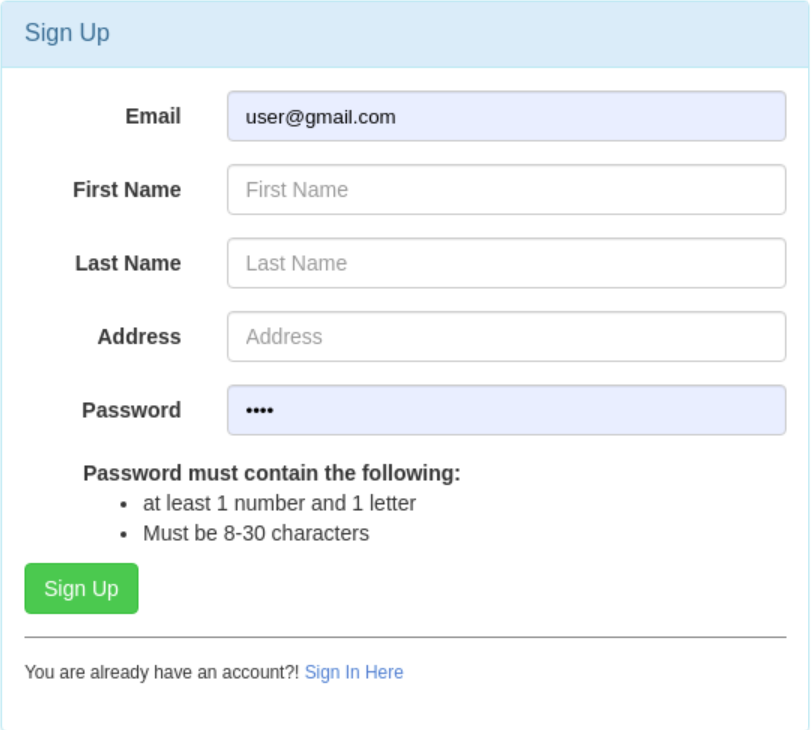 Sign Up
Email user@gmail.com
First Name First Name
Last Name Last Name
Address Address
Password ••••
Password must contain the following:
• at least 1 number and 1 letter
• Must be 8-30 characters
Sign Up
You are already have an account?! Sign In Here